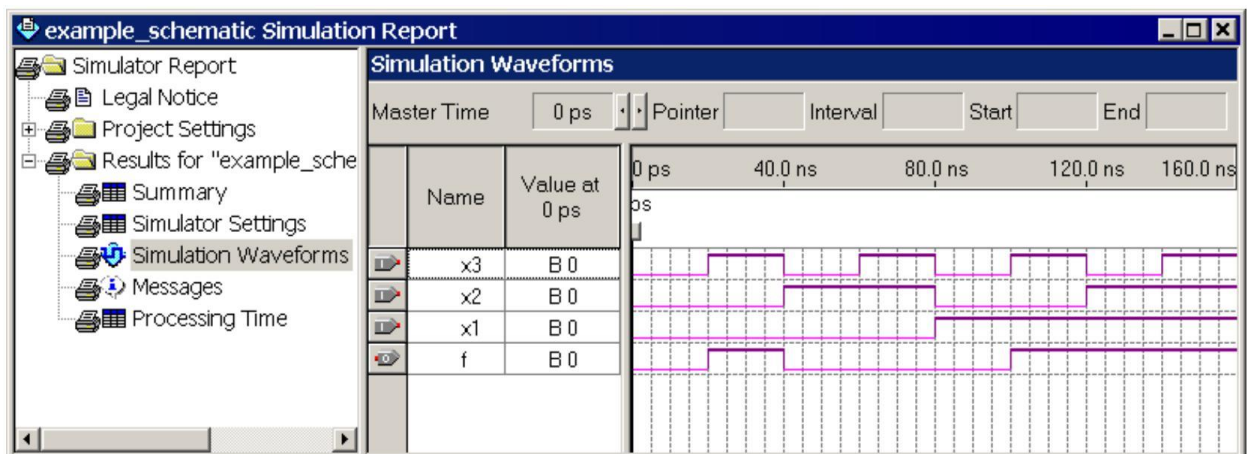 example_schematic Simulation Report
Simulator Report
Legal Notice
Project Settings
Results for "example_sche
Summary
Simulator Settings
Simulation Waveforms
Messages
Processing Time
Simulation Waveforms
Master Time 0 ps Pointer Interval Start End
Name Value at 0 ps
0 ps 40.0 ns 80.0 ns 120.0 ns 160.0 ns
ps
x3 B 0
x2 B 0
x1 B 0
f B 0